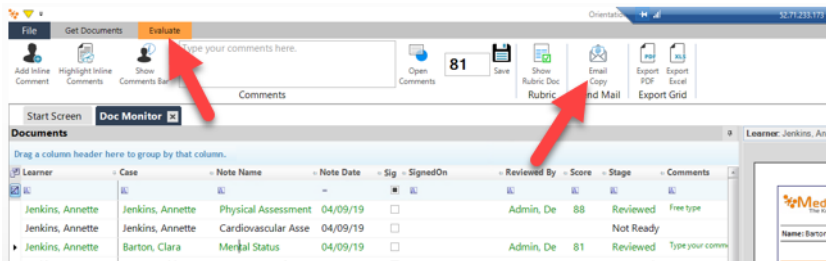 Orientatio
52.71.233.173
File Get Documents Evaluate
Type your comments here.
81
Add Inline Comment
Highlight Inline Comments
Show Comments Bar
Open Comments
Save
Show Rubric Doc
Email Copy
PDF
XLS
Export PDF
Export Excel
Comments
Rubric
nd Mail
Export Grid
Start Screen Doc Monitor
Documents
Learner: Jenkins, An
Drag a column header here to group by that column.
Learner Case Note Name Note Date Sig SignedOn Reviewed By Score Stage Comments
Jenkins, Annette Jenkins, Annette Physical Assessment 04/09/19 Admin, De 88 Reviewed Free type
Jenkins, Annette Jenkins, Annette Cardiovascular Asse 04/09/19 Not Ready
Jenkins, Annette Barton, Clara Mental Status 04/09/19 Admin, De 81 Reviewed Type your comme
Med
Name: Barton